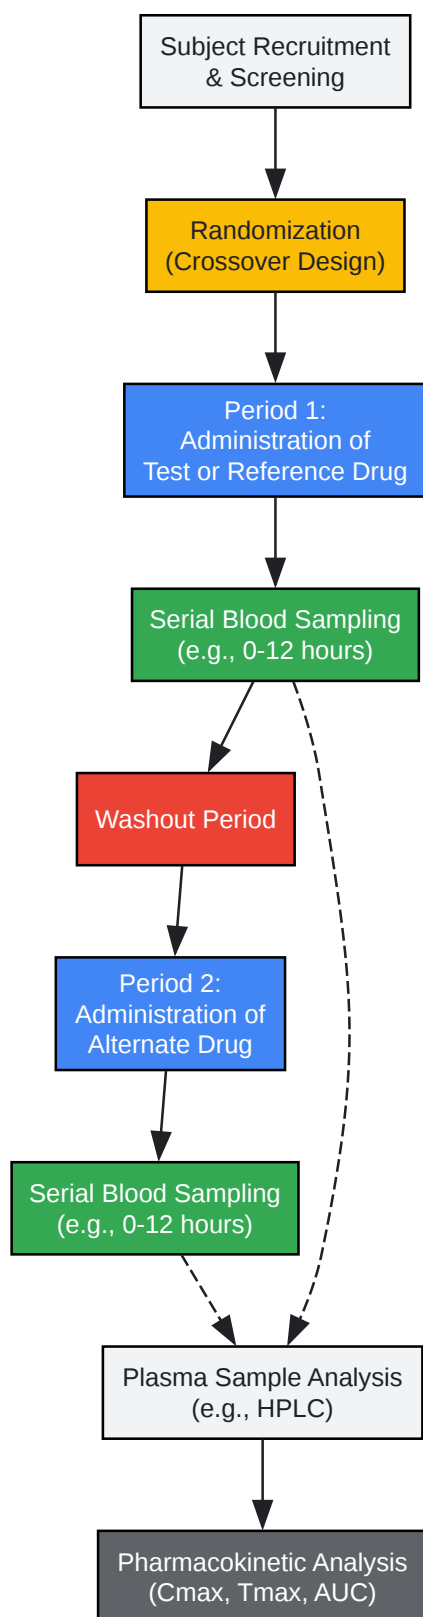 Subject Recruitment
& Screening
Randomization
(Crossover Design)
Period 1:
Administration of
Test or Reference Drug
Serial Blood Sampling
(e.g., 0-12 hours)
Washout Period
Period 2:
Administration of
Alternate Drug
Serial Blood Sampling
(e.g., 0-12 hours)
Plasma Sample Analysis
(e.g., HPLC)
Pharmacokinetic Analysis
(Cmax, Tmax, AUC)